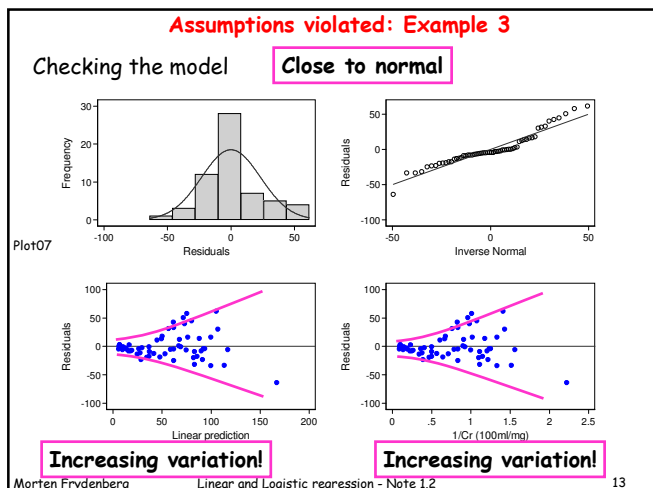 Assumptions violated: Example 3
Checking the model
Close to normal
Frequency
30
20
10
0
-100
-50
0
50
Residuals
Residuals
50
0
-50
-100
-50
0
50
Inverse Normal
Plot07
Residuals
100
50
0
-50
-100
0
50
100
150
200
Linear prediction
Residuals
100
50
0
-50
-100
0
.5
1
1.5
2
2.5
1/Cr (100ml/mg)
Increasing variation!
Increasing variation!
Morten Frydenberg
Linear and Logistic regression - Note 1.2
13